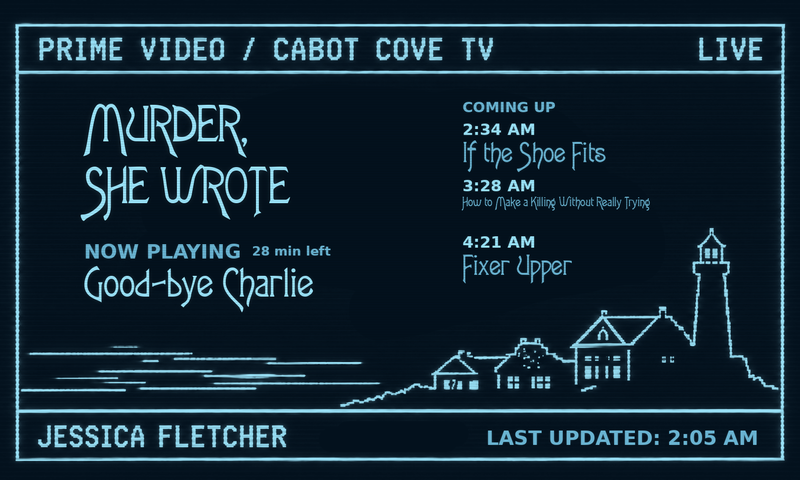 PRIME VIDEO / CABOT COVE TV
LIVE
MURDER,
SHE WROTE
NOW PLAYING 28 min left
Good-bye Charlie
COMING UP
2:34 AM
If the Shoe Fits
3:28 AM
How to Make a Killing Without Really Trying
4:21 AM
Fixer Upper
JESSICA FLETCHER
LAST UPDATED: 2:05 AM